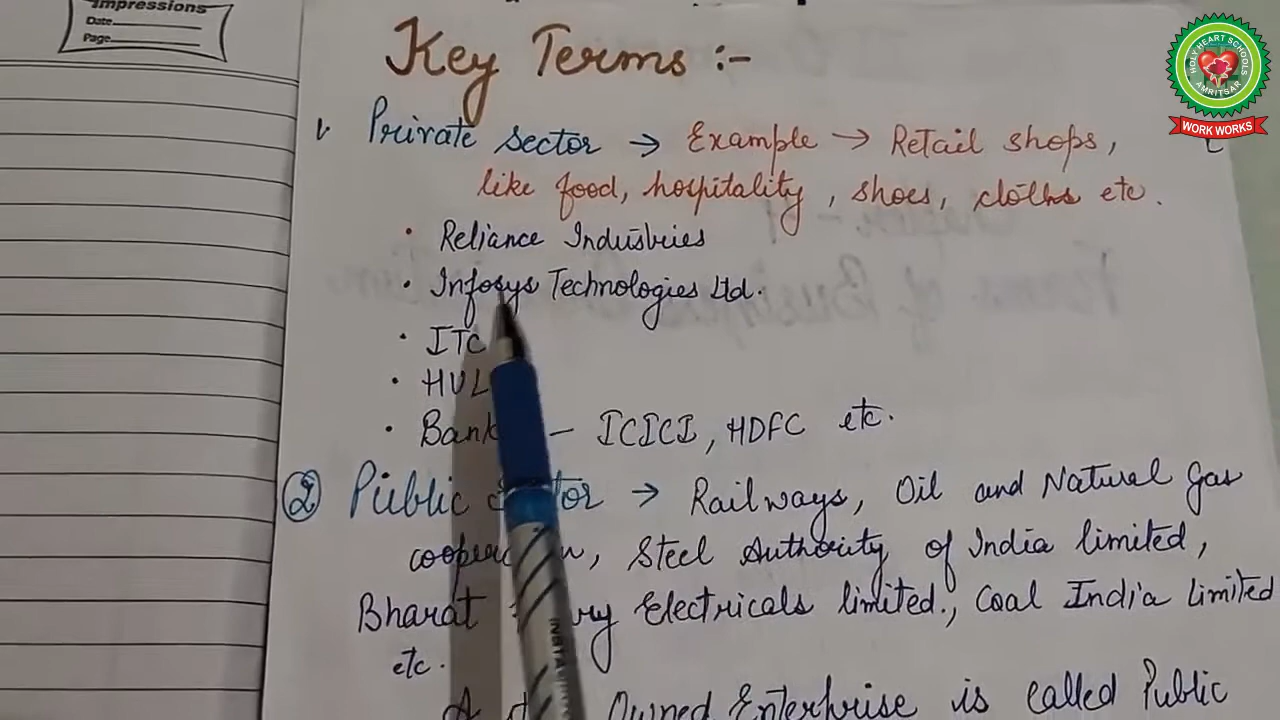 Impressions
Date
Page
Key Terms :-
Private sector → Example → Retail shops,
like food, hospitality, shoes, cloths etc.
• Reliance Industries
• Infosys Technologies Ltd.
• ITC
• HUL
• Bank – ICICI, HDFC etc.
② Public → Railways, Oil and Natural Gas
Steel Authority of India limited,
Bharat Electricals limited., Coal India Limited
etc.
A Owned Enterprise is called Public
HOLY HEART SCHOOLS
AMRITSAR
WORK WORKS